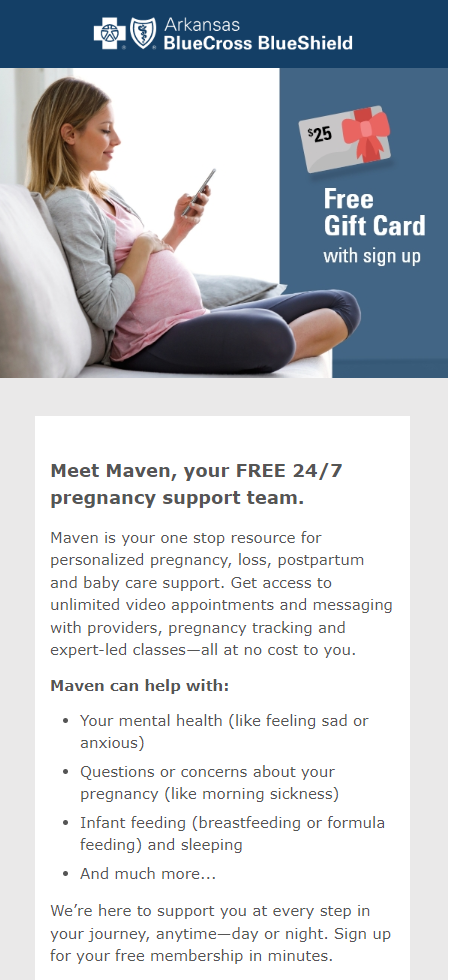 Arkansas
BlueCross BlueShield
$25
Free
Gift Card
with sign up
Meet Maven, your FREE 24/7
pregnancy support team.
Maven is your one stop resource for
personalized pregnancy, loss, postpartum
and baby care support. Get access to
unlimited video appointments and messaging
with providers, pregnancy tracking and
expert-led classes—all at no cost to you.
Maven can help with:
• Your mental health (like feeling sad or
anxious)
• Questions or concerns about your
pregnancy (like morning sickness)
• Infant feeding (breastfeeding or formula
feeding) and sleeping
• And much more...
We’re here to support you at every step in
your journey, anytime—day or night. Sign up
for your free membership in minutes.